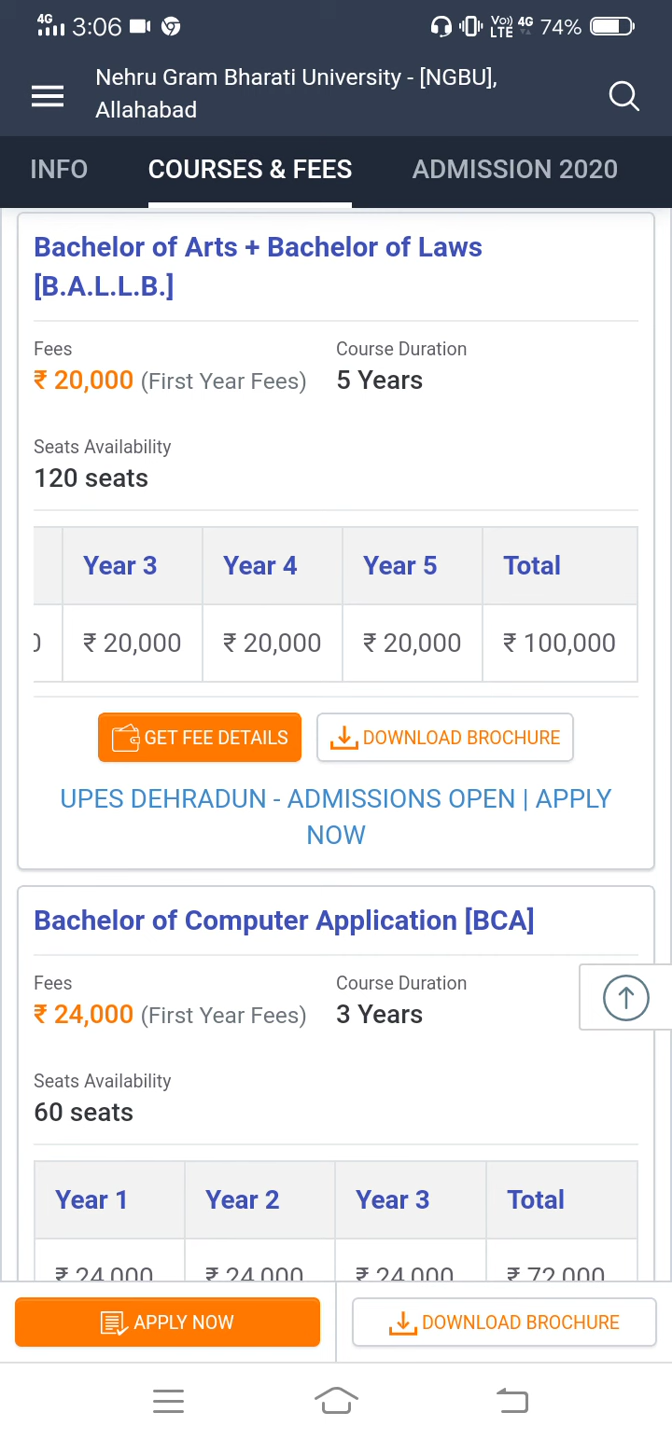 4G 3:06 Vo)) LTE 4G 74%
Nehru Gram Bharati University - [NGBU],
Allahabad
INFO COURSES & FEES ADMISSION 2020
Bachelor of Arts + Bachelor of Laws
[B.A.L.L.B.]
Fees Course Duration
₹ 20,000 (First Year Fees) 5 Years
Seats Availability
120 seats
Year 3 Year 4 Year 5 Total
0 ₹ 20,000 ₹ 20,000 ₹ 20,000 ₹ 100,000
GET FEE DETAILS DOWNLOAD BROCHURE
UPES DEHRADUN - ADMISSIONS OPEN | APPLY
NOW
Bachelor of Computer Application [BCA]
Fees Course Duration
₹ 24,000 (First Year Fees) 3 Years
Seats Availability
60 seats
Year 1 Year 2 Year 3 Total
₹ 24,000 ₹ 24,000 ₹ 24,000 ₹ 72,000
APPLY NOW DOWNLOAD BROCHURE